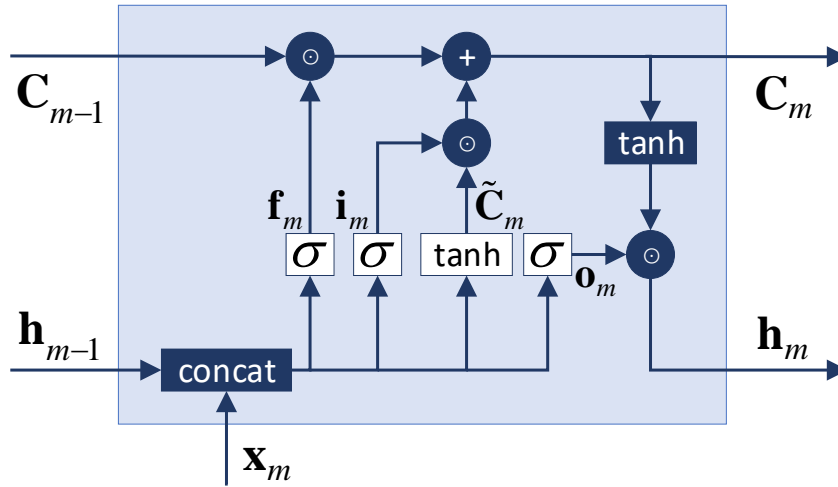 ⊙ +
C_{m−1} C_m
⊙ tanh
f_m i_m C̃_m
σ σ tanh σ ⊙
o_m
h_{m−1} h_m
concat
x_m